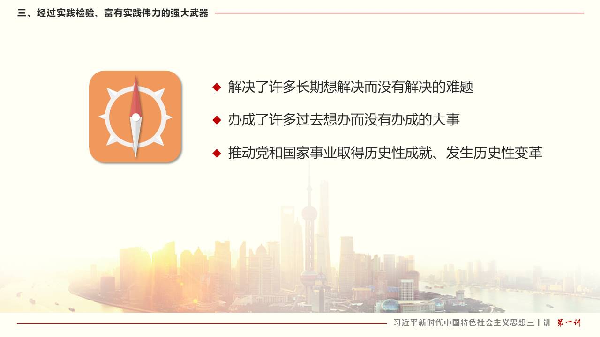 三、经过实践检验、富有实践伟力的强大武器
解决了许多长期想解决而没有解决的难题
办成了许多过去想办而没有办成的大事
推动党和国家事业取得历史性成就、发生历史性变革
习近平新时代中国特色社会主义思想三十讲 第一讲